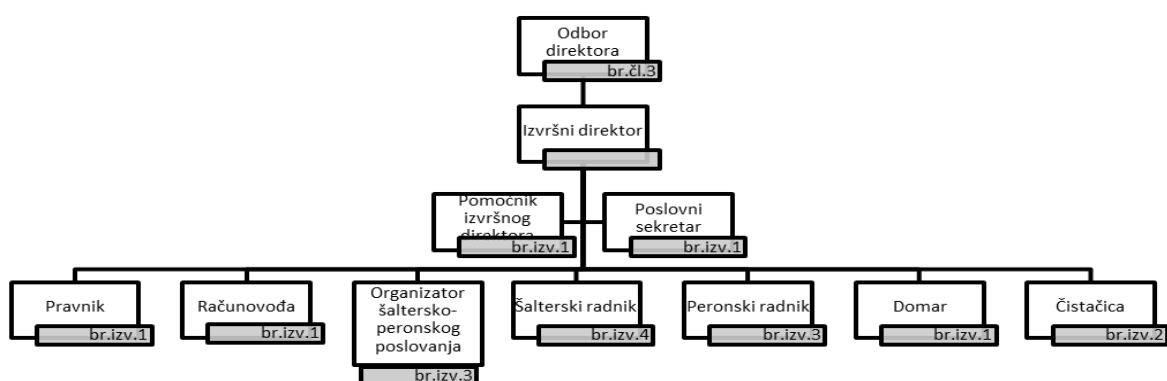 Odbor
direktora
br.čl.3
Izvršni direktor
Pomoćnik
izvršnog
direktora
br.izv.1
Poslovni
sekretar
br.izv.1
Pravnik
br.izv.1
Računovođa
br.izv.1
Organizator
šaltersko-
peronskog
poslovanja
br.izv.3
Šalterski radnik
br.izv.4
Peronski radnik
br.izv.3
Domar
br.izv.1
Čistačica
br.izv.2